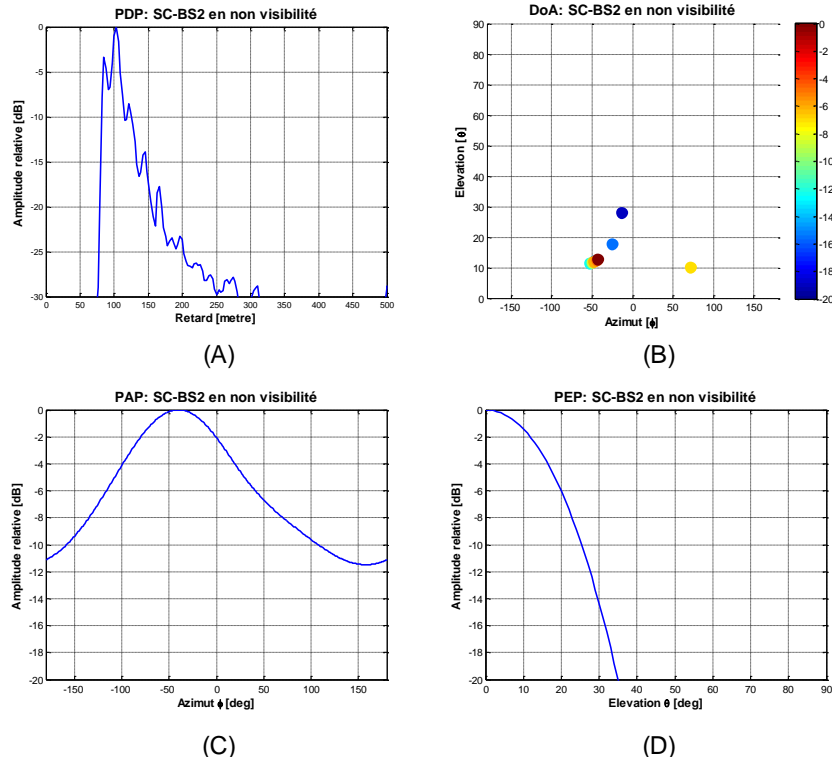 PDP: SC-BS2 en non visibilité
0
-5
-10
-15
-20
-25
-30
Amplitude relative [dB]
0 50 100 150 200 250 300 350 400 450 500
Retard [metre]
(A)
DoA: SC-BS2 en non visibilité
90
80
70
60
50
40
30
20
10
0
Elevation [θ]
-150 -100 -50 0 50 100 150
Azimut [ϕ]
0
-2
-4
-6
-8
-10
-12
-14
-16
-18
-20
(B)
PAP: SC-BS2 en non visibilité
0
-2
-4
-6
-8
-10
-12
-14
-16
-18
-20
Amplitude relative [dB]
-150 -100 -50 0 50 100 150
Azimut ϕ [deg]
(C)
PEP: SC-BS2 en non visibilité
0
-2
-4
-6
-8
-10
-12
-14
-16
-18
-20
Amplitude relative [dB]
0 10 20 30 40 50 60 70 80 90
Elevation θ [deg]
(D)